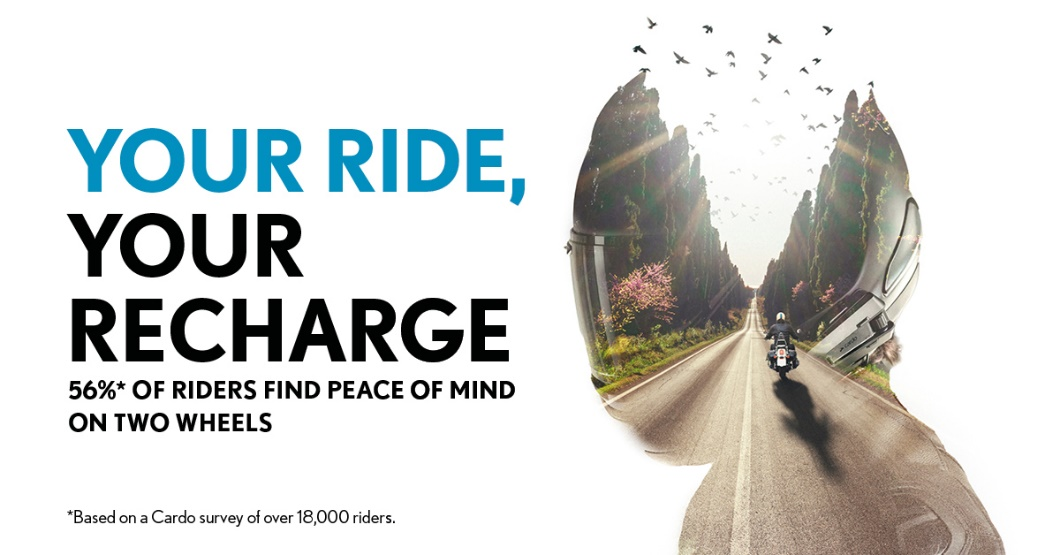 YOUR RIDE,
YOUR
RECHARGE
56%* OF RIDERS FIND PEACE OF MIND
ON TWO WHEELS
*Based on a Cardo survey of over 18,000 riders.